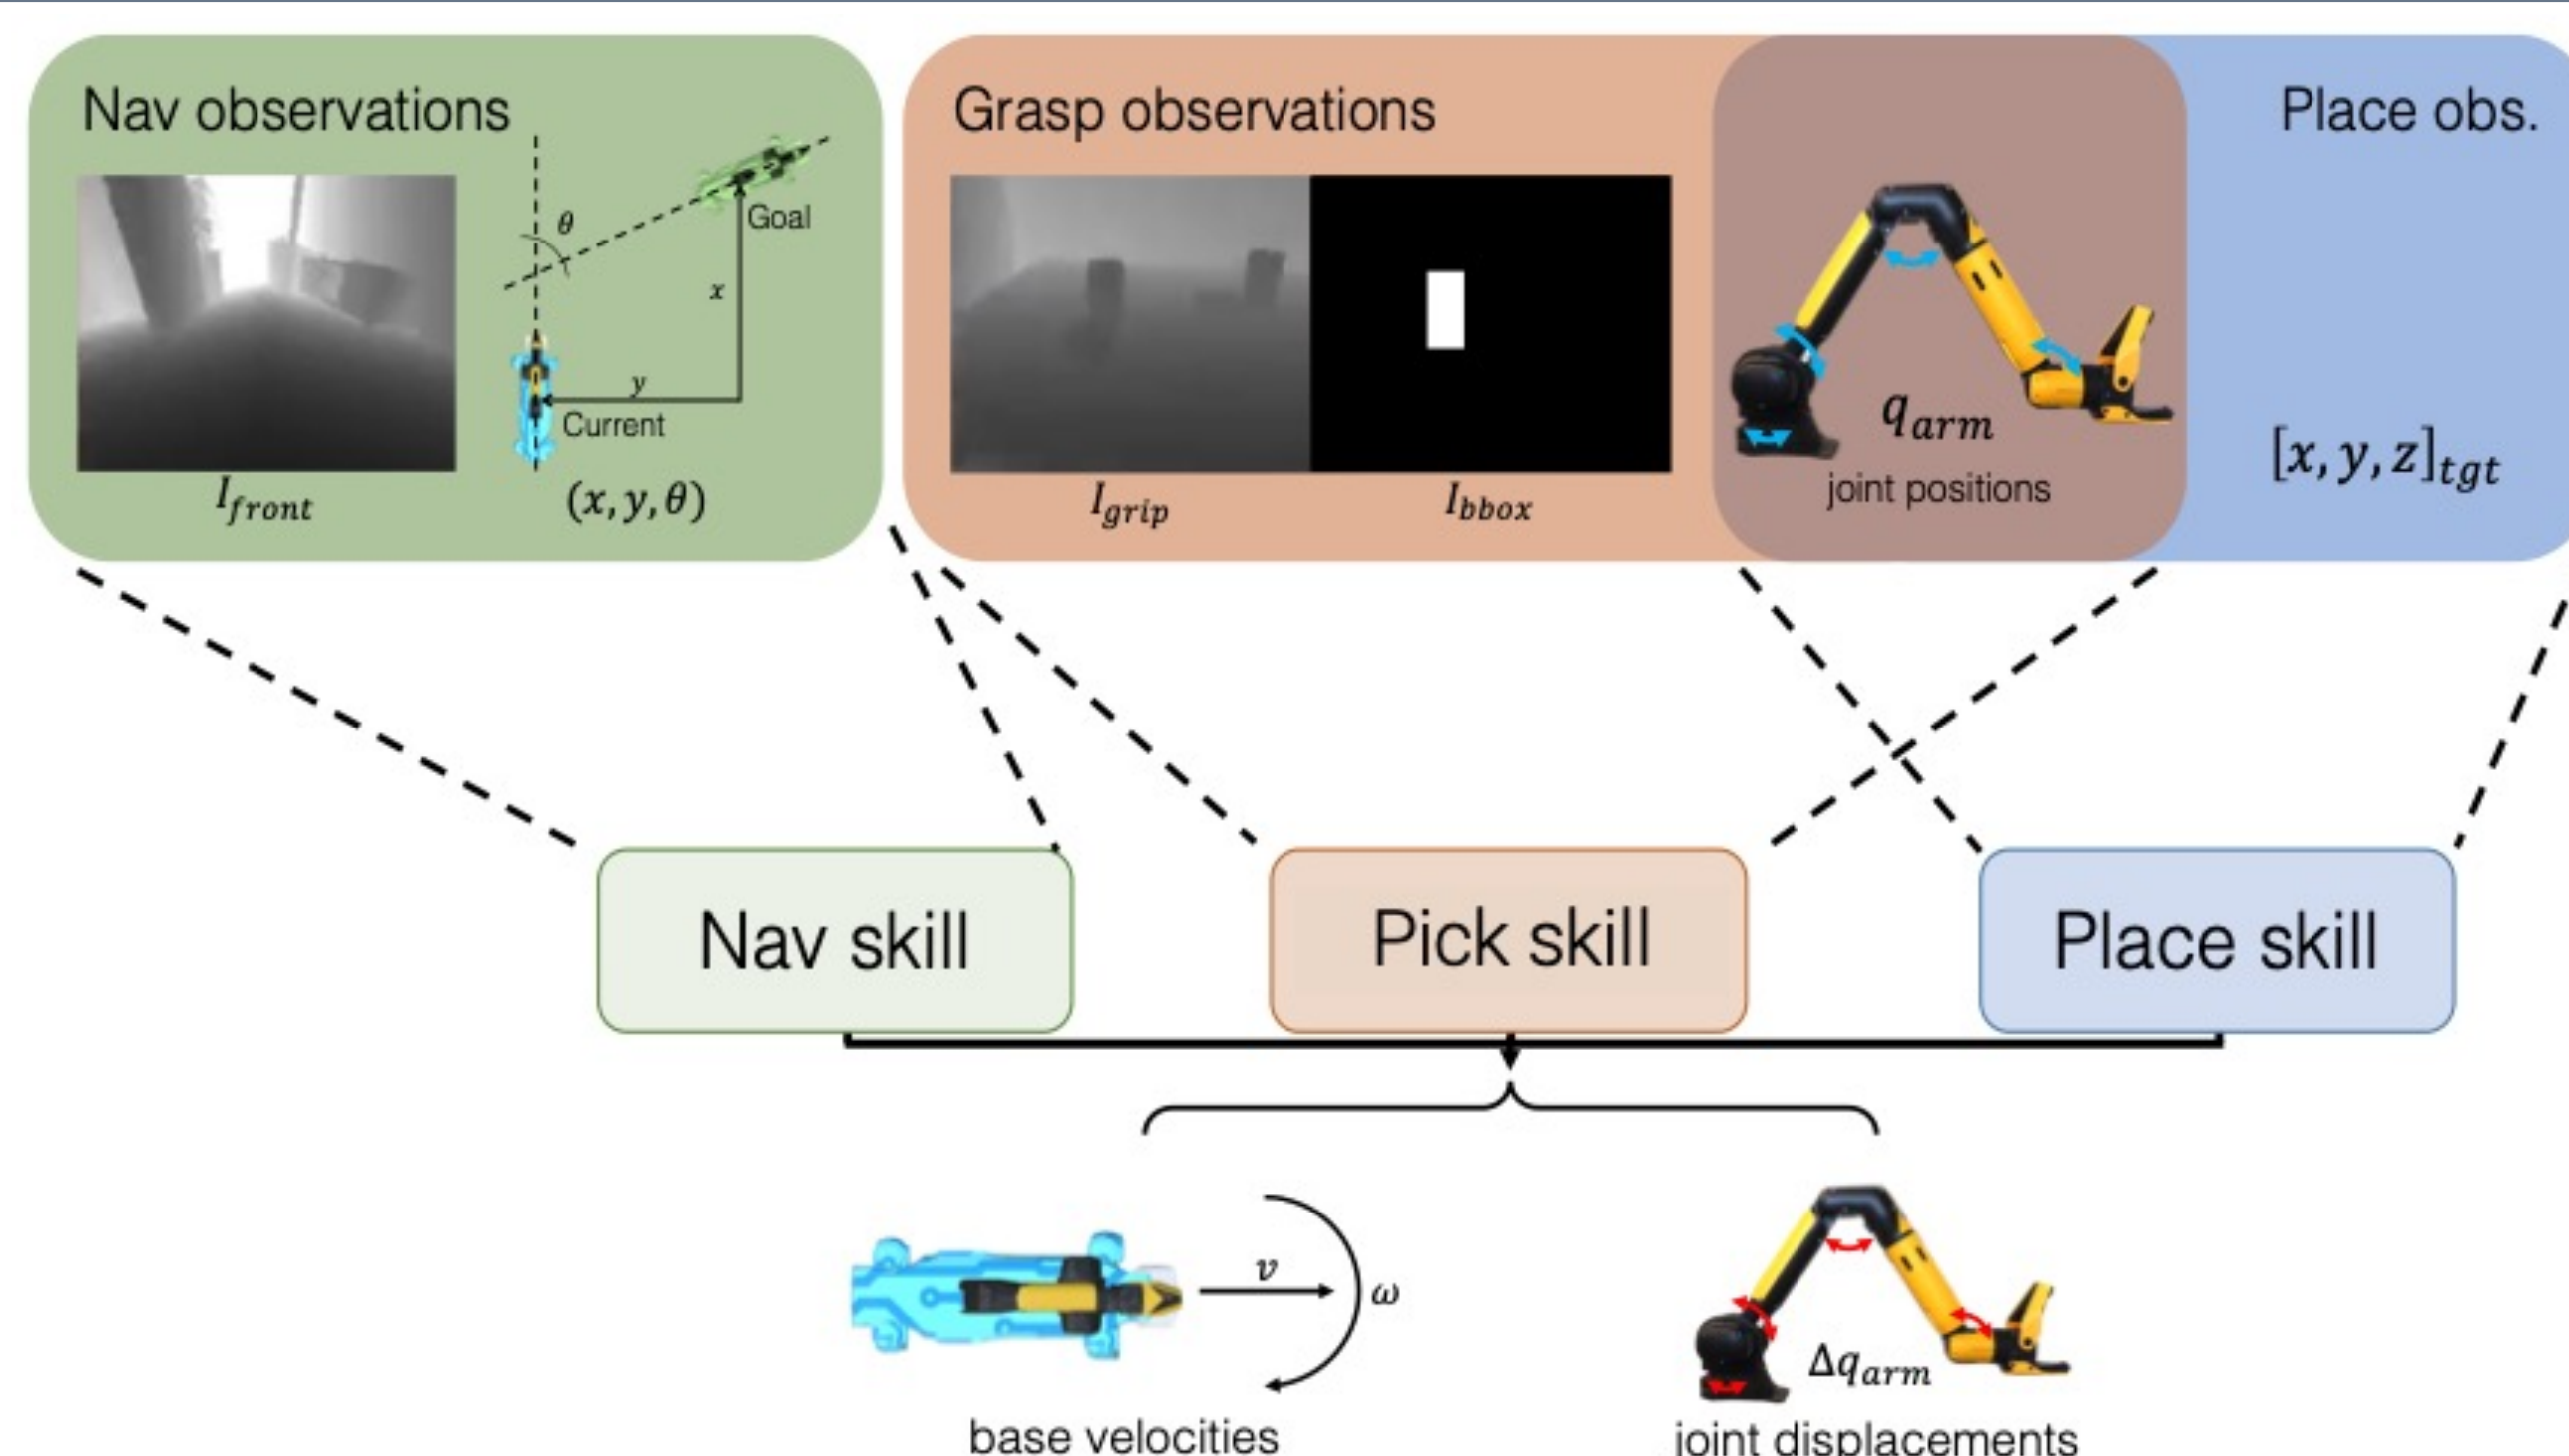 Nav observations
θ
Goal
x
y
Current
I_front
(x, y, θ)
Grasp observations
I_grip
I_bbox
q_arm
joint positions
Place obs.
[x, y, z]_tgt
Nav skill
Pick skill
Place skill
v
ω
base velocities
Δq_arm
joint displacements